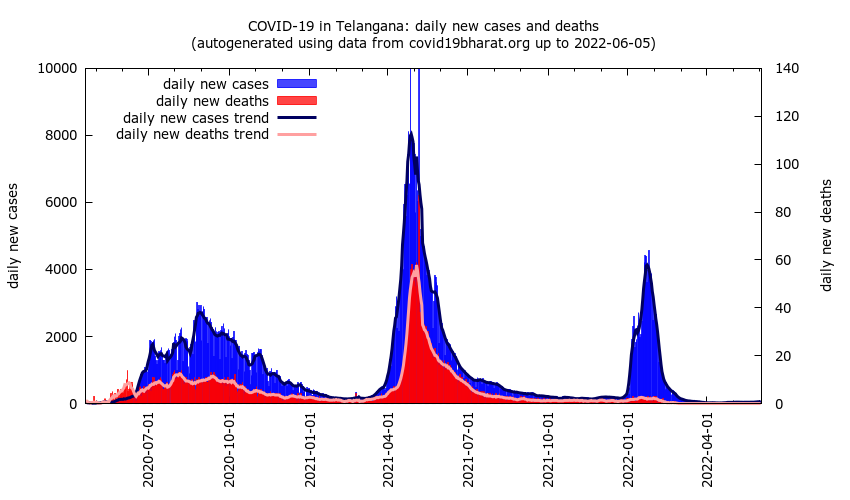 COVID-19 in Telangana: daily new cases and deaths
(autogenerated using data from covid19bharat.org up to 2022-06-05)
daily new cases
daily new deaths
daily new cases trend
daily new deaths trend
10000
8000
6000
4000
2000
0
daily new cases
140
120
100
80
60
40
20
0
daily new deaths
2020-07-01
2020-10-01
2021-01-01
2021-04-01
2021-07-01
2021-10-01
2022-01-01
2022-04-01